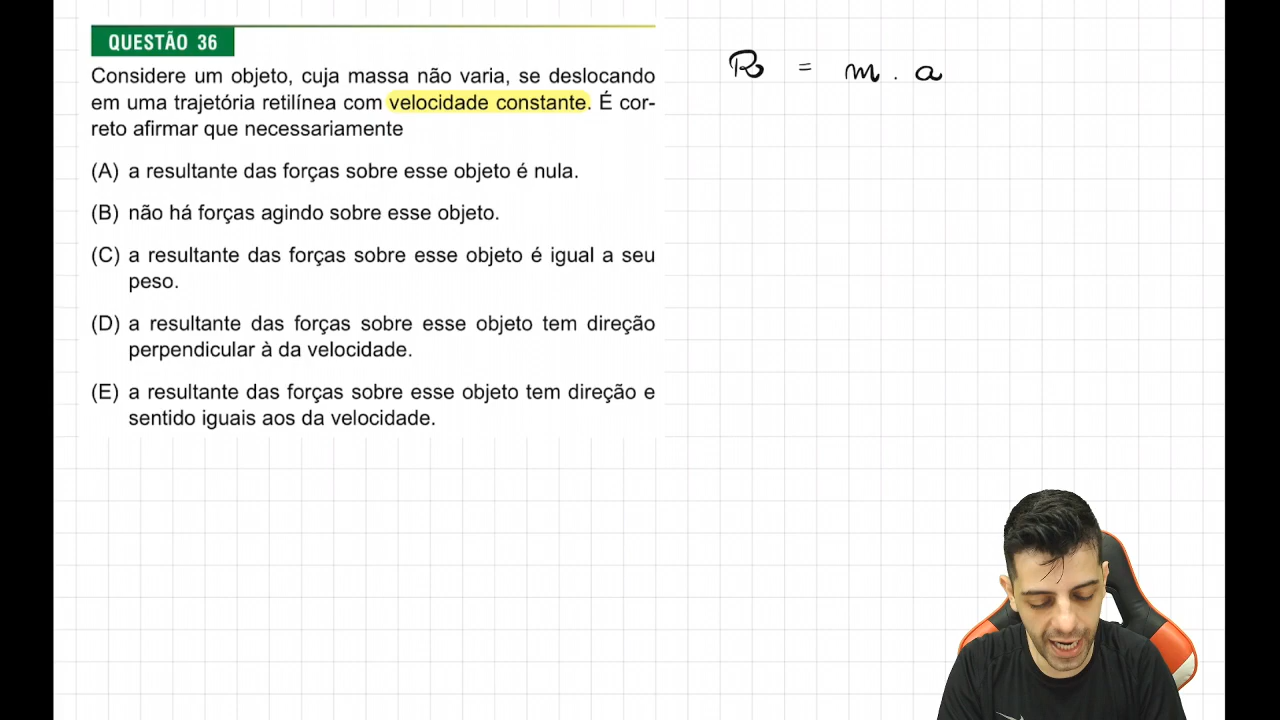 QUESTÃO 36
Considere um objeto, cuja massa não varia, se deslocando
em uma trajetória retilínea com velocidade constante. É cor-
reto afirmar que necessariamente
(A) a resultante das forças sobre esse objeto é nula.
(B) não há forças agindo sobre esse objeto.
(C) a resultante das forças sobre esse objeto é igual a seu
peso.
(D) a resultante das forças sobre esse objeto tem direção
perpendicular à da velocidade.
(E) a resultante das forças sobre esse objeto tem direção e
sentido iguais aos da velocidade.
R = m . a